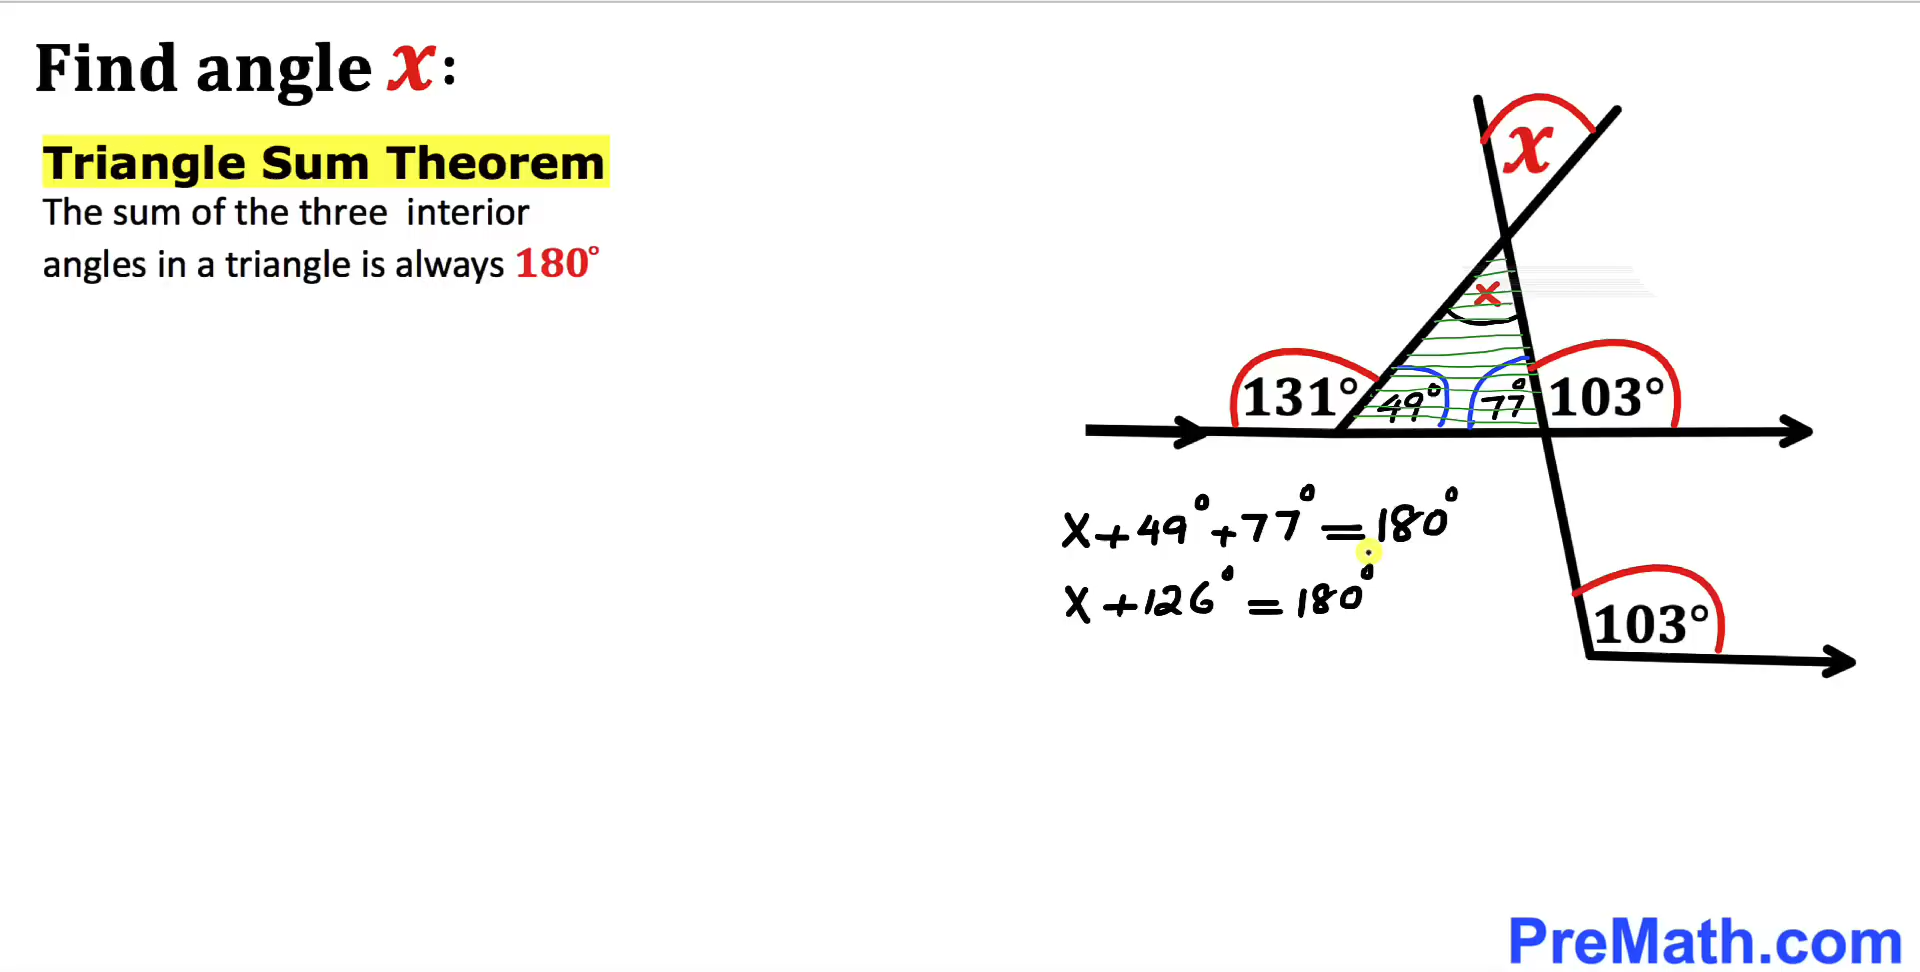 Find angle x:
Triangle Sum Theorem
The sum of the three interior
angles in a triangle is always 180°
x
x
131°
49°
77°
103°
x+49°+77°=180°
x+126°=180°
103°
PreMath.com